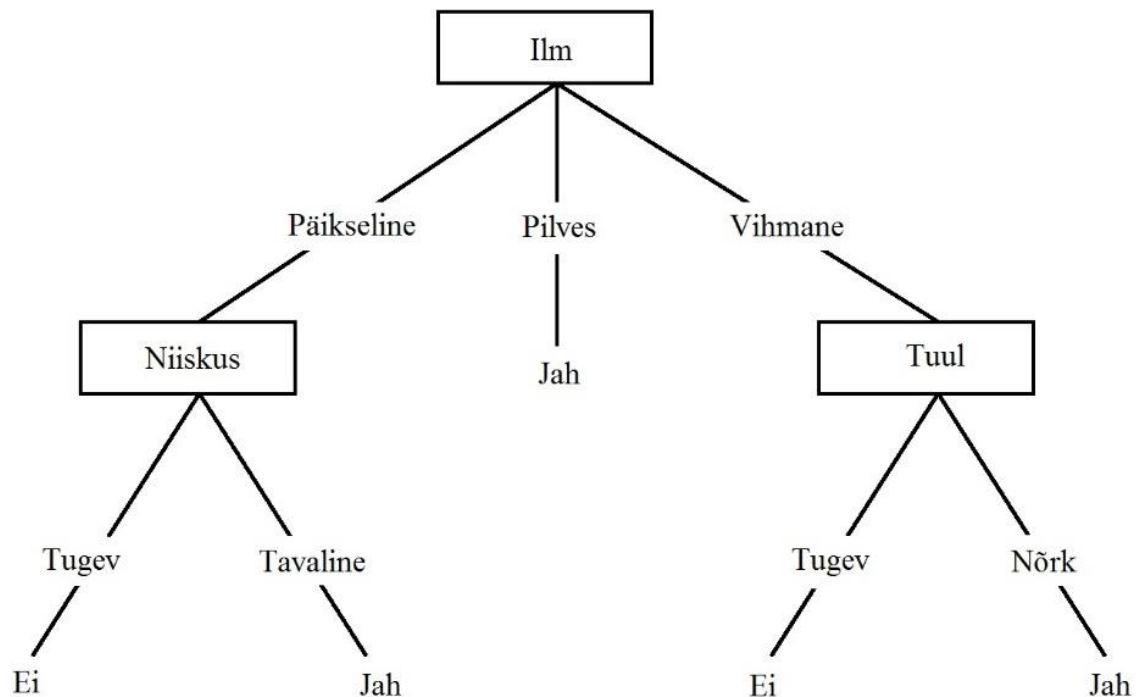 Ilm
Päikseline Pilves Vihmane
Niiskus Jah Tuul
Tugev Tavaline Tugev Nõrk
Ei Jah Ei Jah